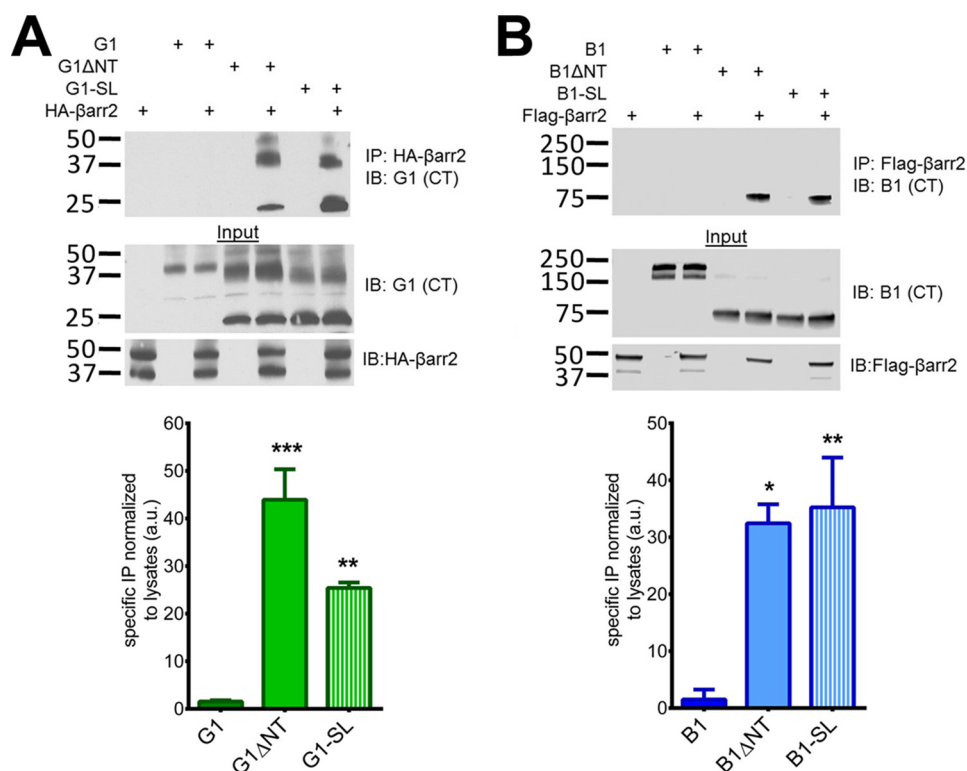 A
G1 + +
G1ΔNT + +
G1-SL + +
HA-βarr2 + + + +
50
37
25
IP: HA-βarr2
IB: G1 (CT)
Input
50
37
25
IB: G1 (CT)
50
37
IB:HA-βarr2
60
50
40
30
20
10
0
specific IP normalized
to lysates (a.u.)
***
**
G1
G1ΔNT
G1-SL
B
B1 + +
B1ΔNT + +
B1-SL + +
Flag-βarr2 + + + +
250
150
75
IP: Flag-βarr2
IB: B1 (CT)
Input
250
150
75
IB: B1 (CT)
50
37
IB:Flag-βarr2
50
40
30
20
10
0
specific IP normalized
to lysates (a.u.)
*
**
B1
B1ΔNT
B1-SL